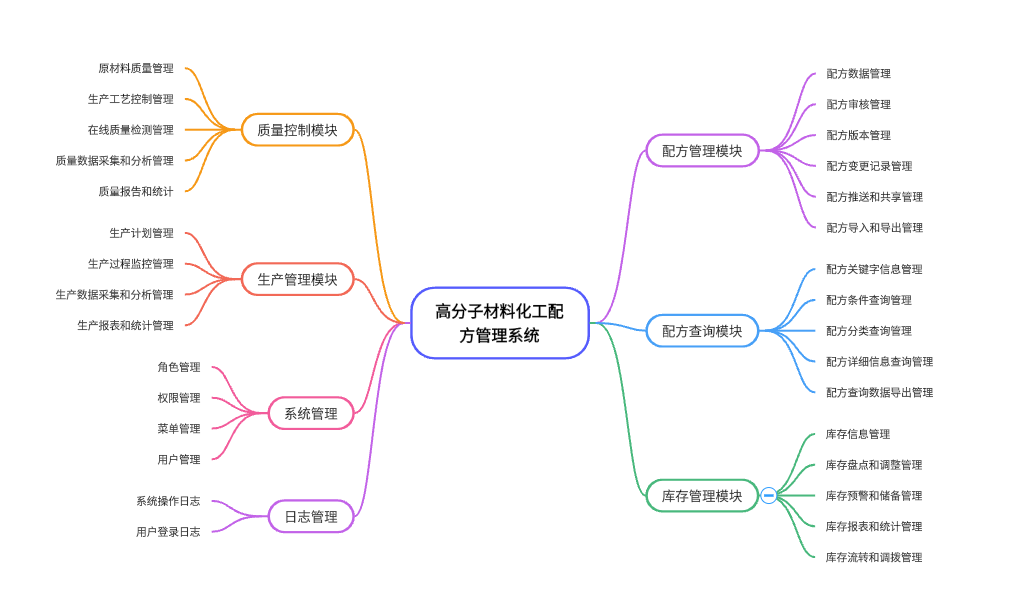 高分子材料化工配
方管理系统
配方管理模块
配方数据管理
配方审核管理
配方版本管理
配方变更记录管理
配方推送和共享管理
配方导入和导出管理
配方查询模块
配方关键字信息管理
配方条件查询管理
配方分类查询管理
配方详细信息查询管理
配方查询数据导出管理
库存管理模块
库存信息管理
库存盘点和调整管理
库存预警和储备管理
库存报表和统计管理
库存流转和调拨管理
质量控制模块
原材料质量管理
生产工艺控制管理
在线质量检测管理
质量数据采集和分析管理
质量报告和统计
生产管理模块
生产计划管理
生产过程监控管理
生产数据采集和分析管理
生产报表和统计管理
系统管理
角色管理
权限管理
菜单管理
用户管理
日志管理
系统操作日志
用户登录日志